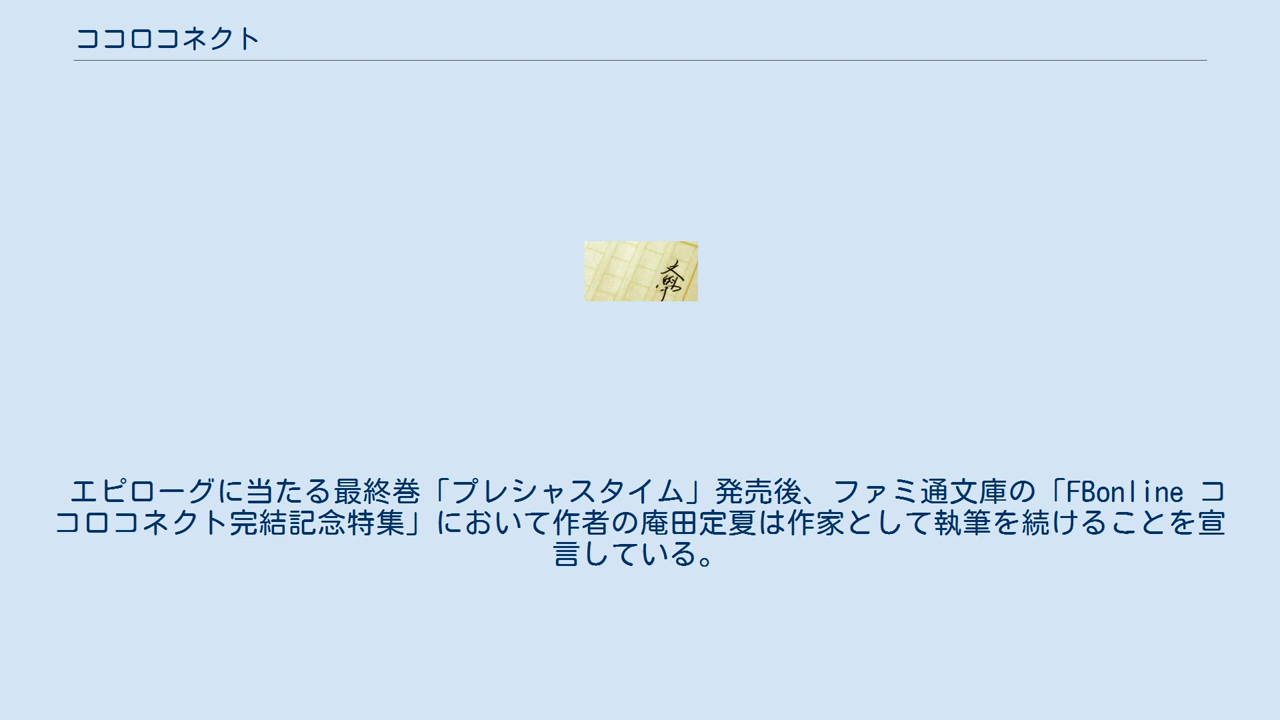 ココロコネクト
エピローグに当たる最終巻「プレシャスタイム」発売後、ファミ通文庫の「FBonline コ
コロコネクト完結記念特集」において作者の庵田定夏は作家として執筆を続けることを宣
言している。